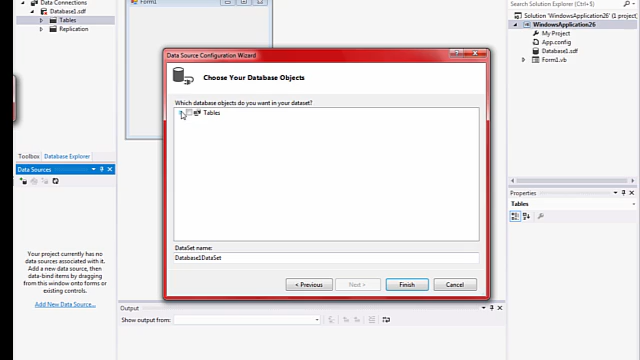 Data Connections
Database1.sdf
Tables
Replication
Form1
Search Solution Explorer (Ctrl+$)
Solution 'WindowsApplication26' (1 project)
WindowsApplication26
My Project
App.config
Database1.sdf
Form1.vb
Data Source Configuration Wizard
Choose Your Database Objects
Which database objects do you want in your dataset?
Tables
DataSet name:
Database1DataSet
< Previous
Next >
Finish
Cancel
Toolbox
Database Explorer
Data Sources
Your project currently has no
data sources associated with it.
Add a new data source, then
data-bind items by dragging
from this window onto forms or
existing controls.
Add New Data Source...
Output
Show output from:
Properties
Tables